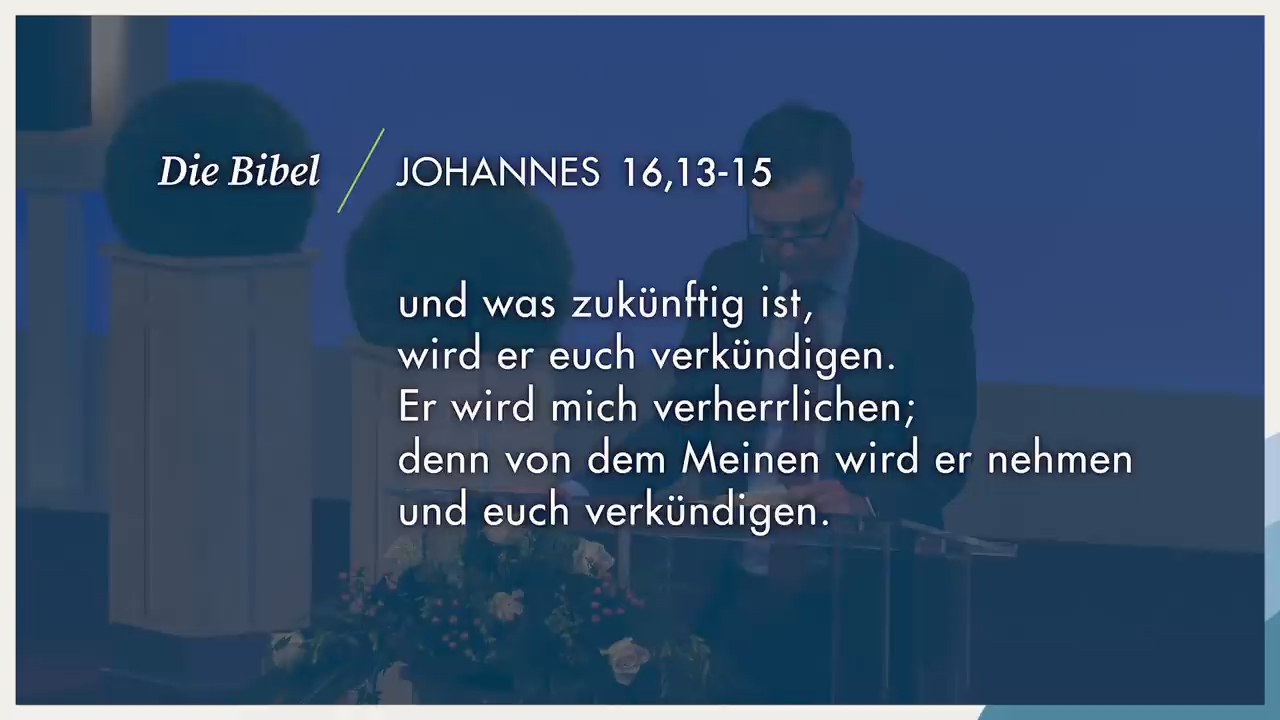 Die Bibel / JOHANNES 16,13-15
und was zukünftig ist,
wird er euch verkündigen.
Er wird mich verherrlichen;
denn von dem Meinen wird er nehmen
und euch verkündigen.